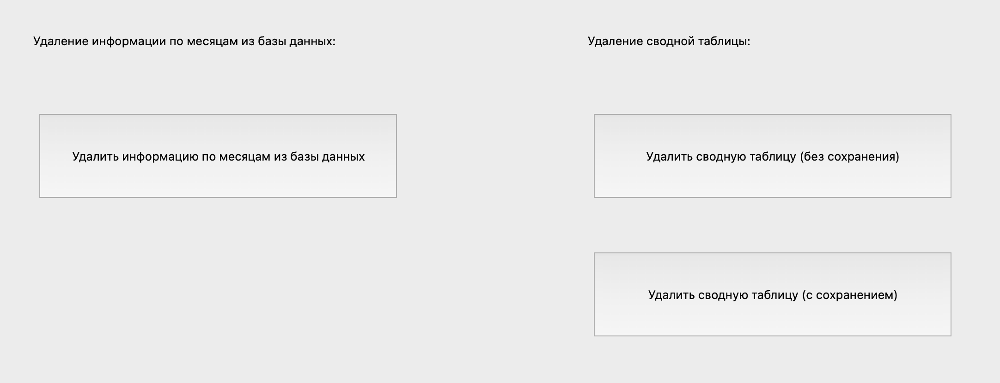 Удаление информации по месяцам из базы данных:
Удалить информацию по месяцам из базы данных
Удаление сводной таблицы:
Удалить сводную таблицу (без сохранения)
Удалить сводную таблицу (с сохранением)